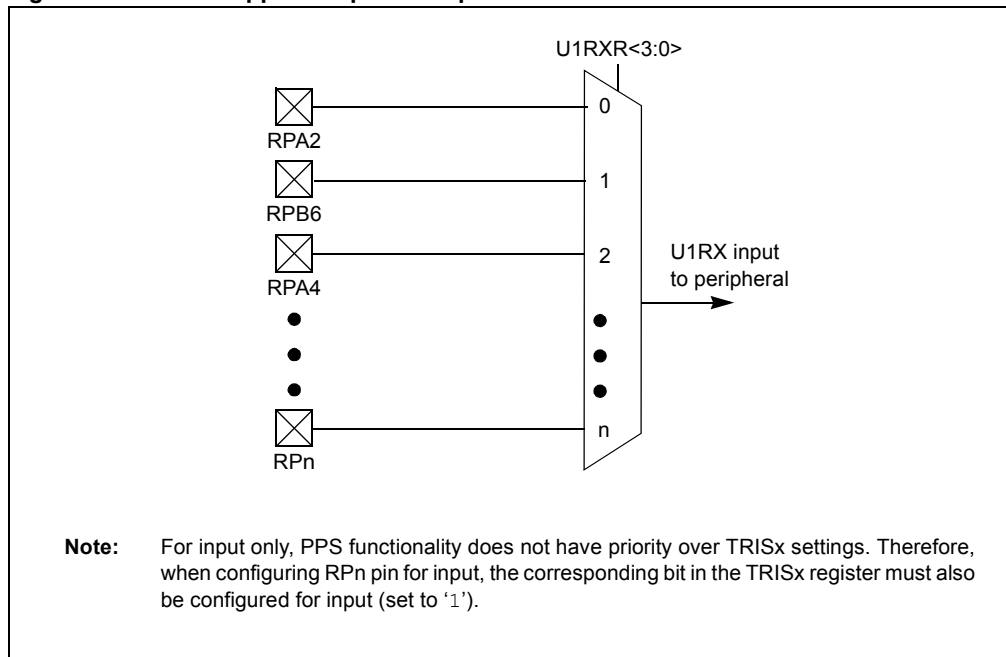 U1RXR<3:0>
0
RPA2
1
RPB6
2
RPA4
U1RX input
to peripheral
n
RPn
Note: For input only, PPS functionality does not have priority over TRISx settings. Therefore,
when configuring RPn pin for input, the corresponding bit in the TRISx register must also
be configured for input (set to ‘1’).